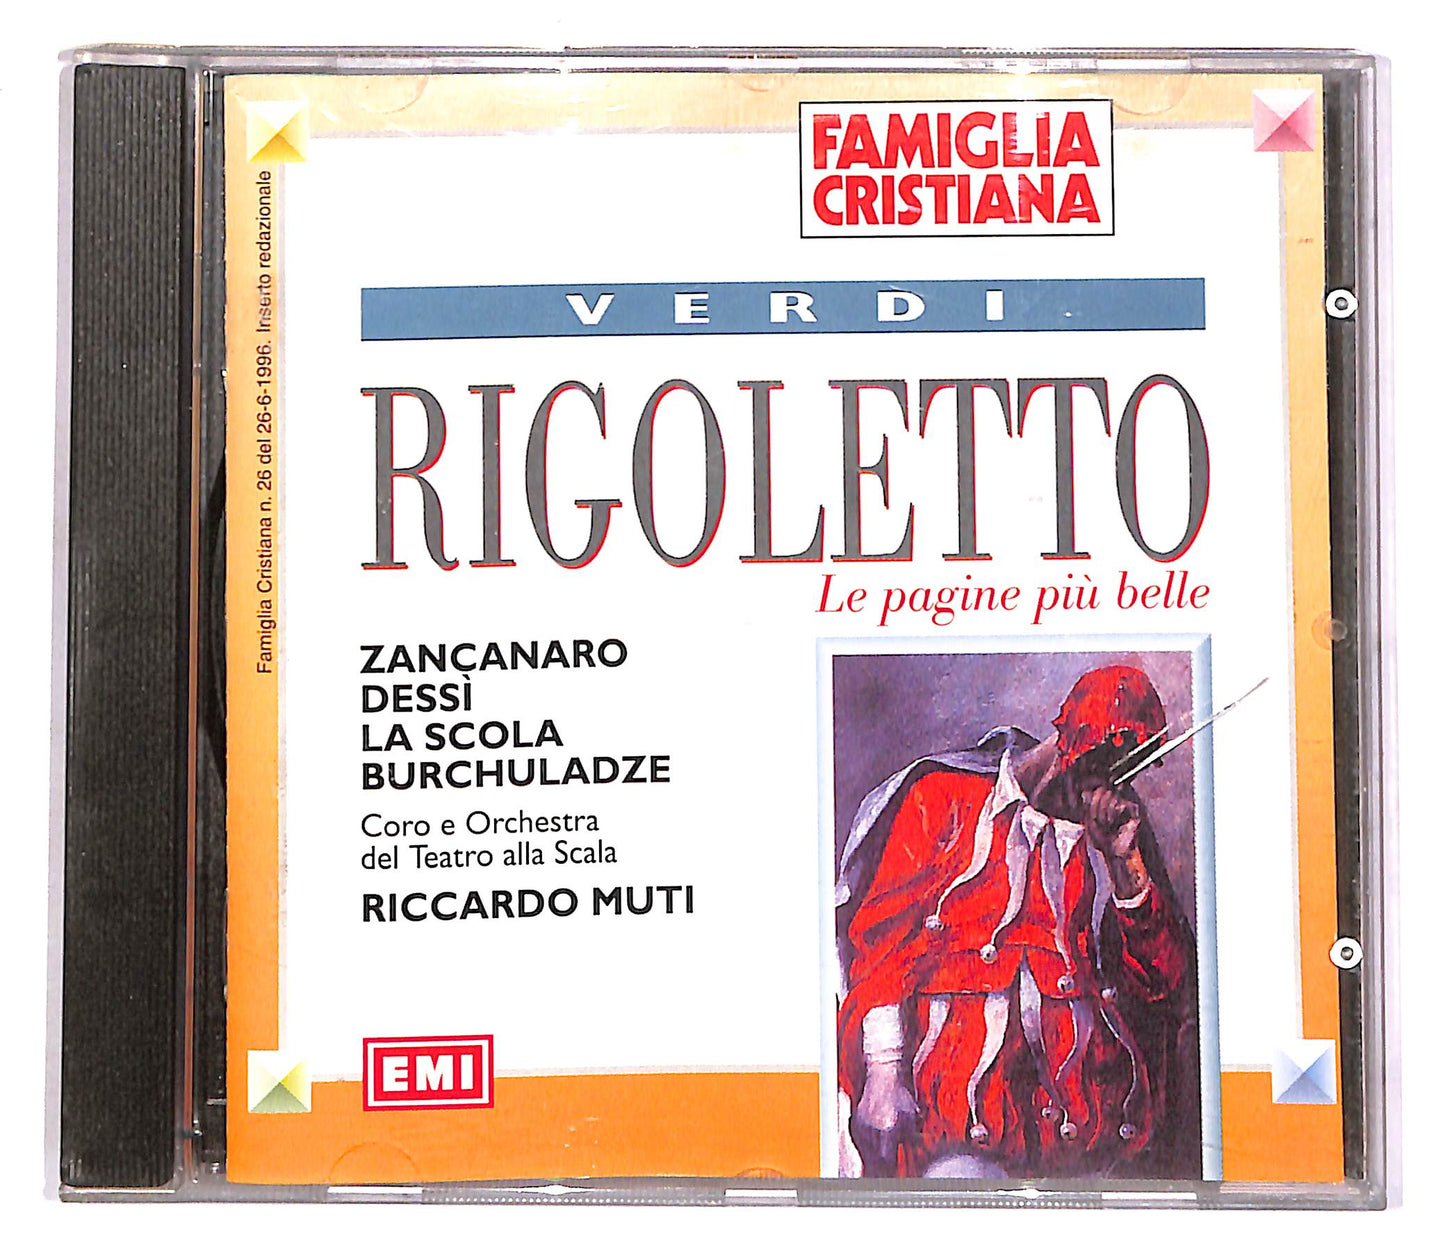 FAMIGLIA
CRISTIANA
VERDI
RIGOLETTO
Le pagine più belle
ZANCANARO
DESSÌ
LA SCOLA
BURCHULADZE
Coro e Orchestra
del Teatro alla Scala
RICCARDO MUTI
EMI
Famiglia Cristiana n. 26 del 26-6-1996. Inserto redazionale